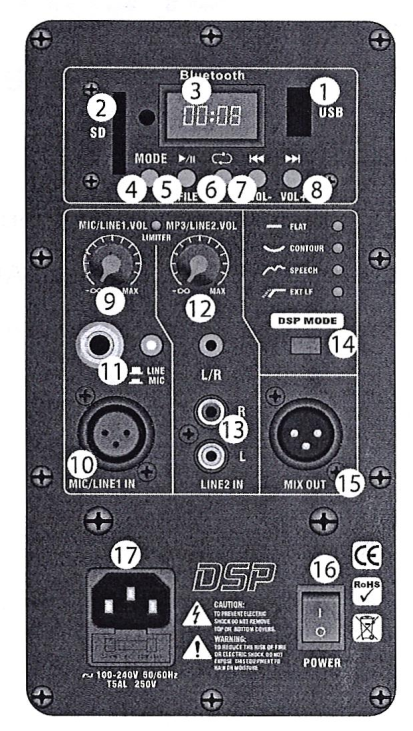 Bluetooth
2 SD 3 00:08 1 USB
MODE
4 5 FILE 6 7 VOL- VOL+ 8
MIC/LINE1.VOL LIMITER MP3/LINE2.VOL
-∞ MAX
9
-∞ MAX
12
FLAT
CONTOUR
SPEECH
EXT LF
DSP MODE
14
11 LINE
MIC
L/R
R
13
L
10
MIC/LINE1 IN
LINE2 IN
MIX OUT 15
17
DSP
16
CE
RoHS
CAUTION:
TO PREVENT ELECTRIC
SHOCK DO NOT REMOVE
TOP OR BOTTOM COVERS.
WARNING:
TO REDUCE THE RISK OF FIRE
OR ELECTRIC SHOCK DO NOT
EXPOSE THIS EQUIPMENT TO
RAIN OR MOISTURE.
I
O
POWER
~ 100-240V 50/60Hz
T5AL 250V